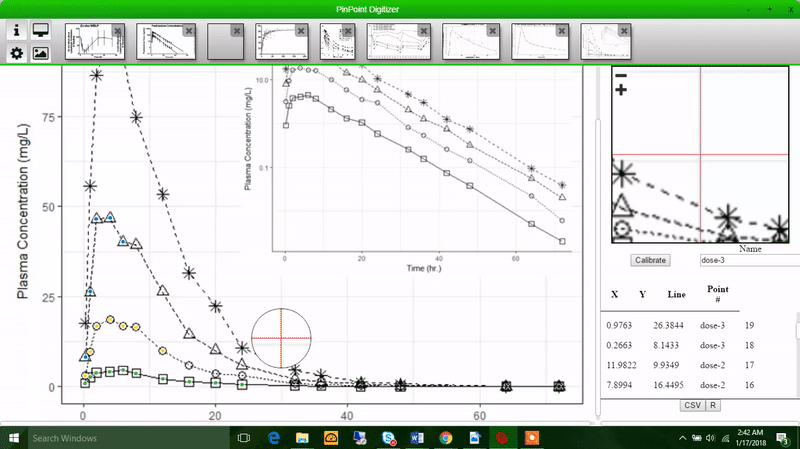 PinPoint Digitizer
Plasma Concentration (mg/L)
75
50
25
0
0
20
40
60
Plasma Concentration (mg/L)
10.0
0.1
0
20
40
60
Time (hr.)
Name
Calibrate
dose-3
X Y Line Point #
0.9763 26.3844 dose-3 19
0.2663 8.1433 dose-3 18
11.9822 9.9349 dose-2 17
7.8994 16.4495 dose-2 16
CSV R
Search Windows
2:42 AM
1/17/2018
3